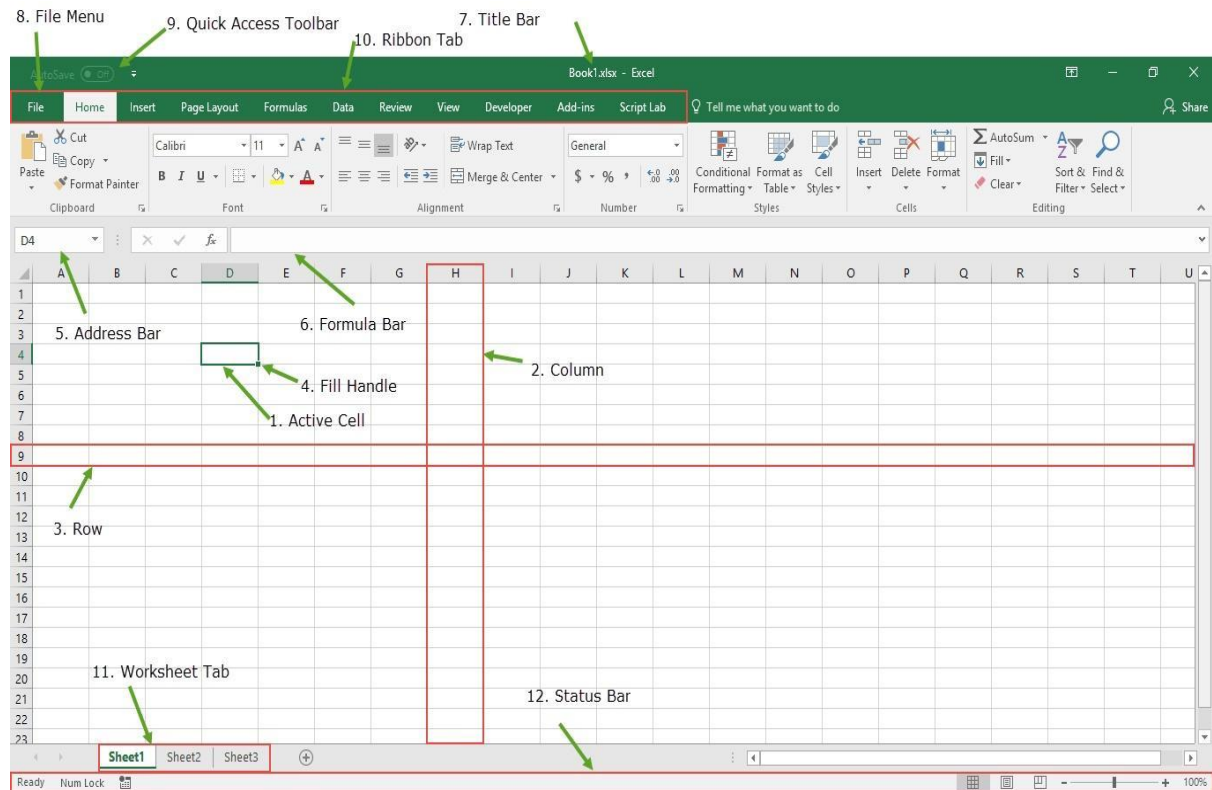 8. File Menu
9. Quick Access Toolbar
7. Title Bar
10. Ribbon Tab
AutoSave Off
Book1.xlsx - Excel
File Home Insert Page Layout Formulas Data Review View Developer Add-ins Script Lab Tell me what you want to do Share
Cut
Copy
Format Painter
Paste
Clipboard
Calibri 11 A A
B I U A
Font
Wrap Text
Merge & Center
Alignment
General
$ % , .0 .00 .00 .0
Number
Conditional Formatting
Format as Table
Cell Styles
Styles
Insert Delete Format
Cells
AutoSum
Fill
Clear
Sort & Filter
Find & Select
Editing
D4 fx
A B C D E F G H I J K L M N O P Q R S T U
1
2
3
4
5
6
7
8
9
10
11
12
13
14
15
16
17
18
19
20
21
22
23
5. Address Bar
6. Formula Bar
2. Column
4. Fill Handle
1. Active Cell
3. Row
11. Worksheet Tab
12. Status Bar
Sheet1 Sheet2 Sheet3
Ready Num Lock 100%